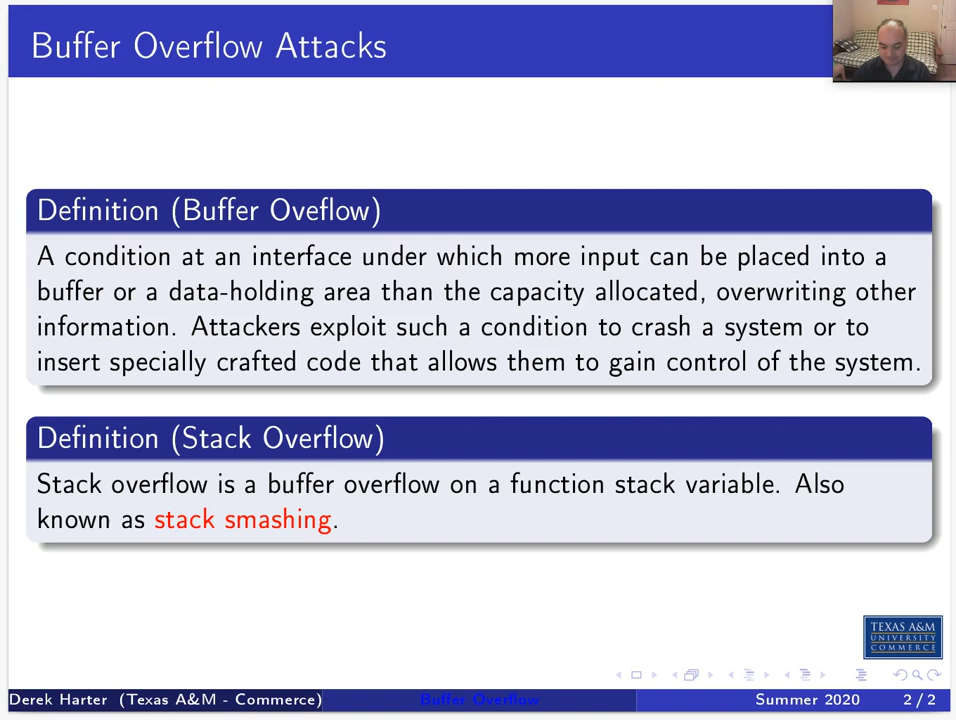 Buffer Overflow Attacks
Definition (Buffer Oveflow)
A condition at an interface under which more input can be placed into a
buffer or a data-holding area than the capacity allocated, overwriting other
information. Attackers exploit such a condition to crash a system or to
insert specially crafted code that allows them to gain control of the system.
Definition (Stack Overflow)
Stack overflow is a buffer overflow on a function stack variable. Also
known as stack smashing.
TEXAS A&M
UNIVERSITY
COMMERCE
Derek Harter (Texas A&M - Commerce) Buffer Overflow Summer 2020 2 / 2